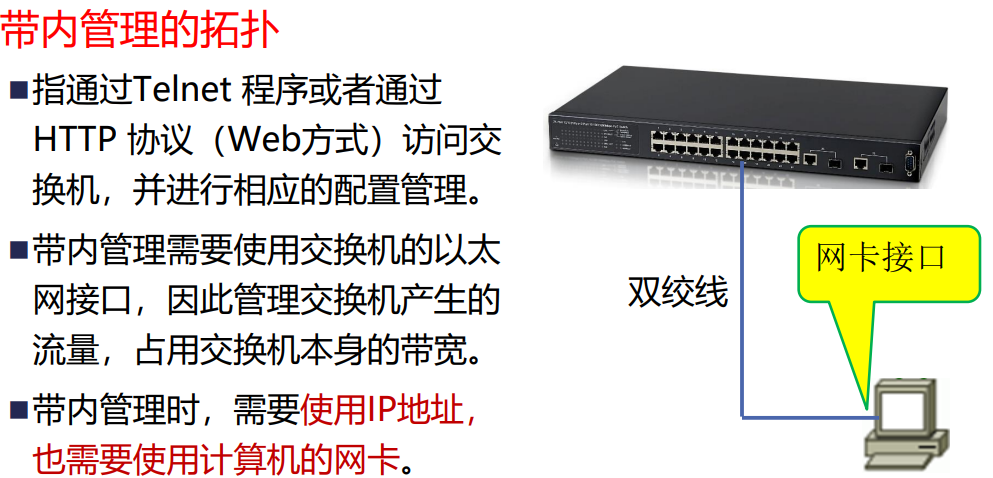 带内管理的拓扑
■指通过Telnet 程序或者通过
HTTP 协议（Web方式）访问交
换机，并进行相应的配置管理。
■带内管理需要使用交换机的以太
网接口，因此管理交换机产生的
流量，占用交换机本身的带宽。
■带内管理时，需要使用IP地址，
也需要使用计算机的网卡。
双绞线
网卡接口